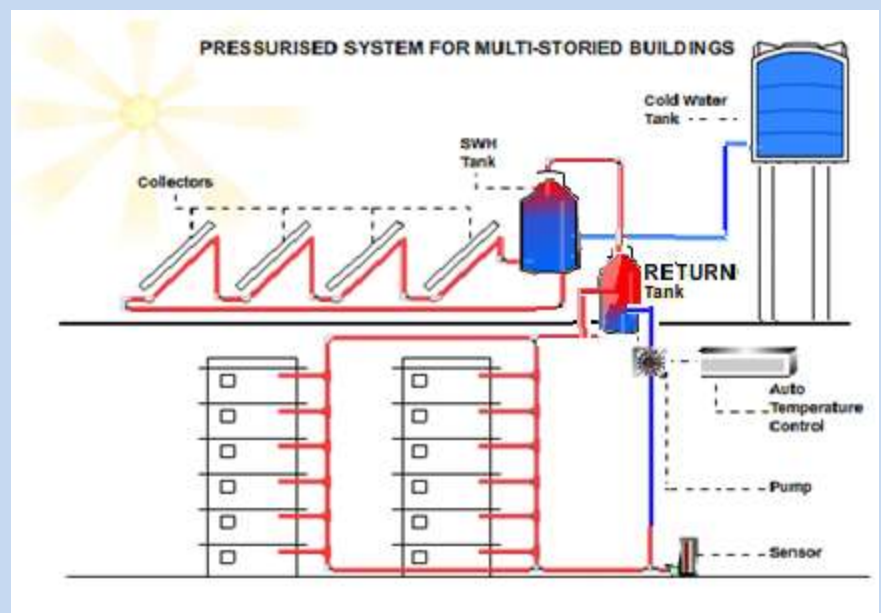 PRESSURISED SYSTEM FOR MULTI-STORIED BUILDINGS
Cold Water
Tank
SWH
Tank
Collectors
RETURN
Tank
Auto
Temperature
Control
Pump
Sensor